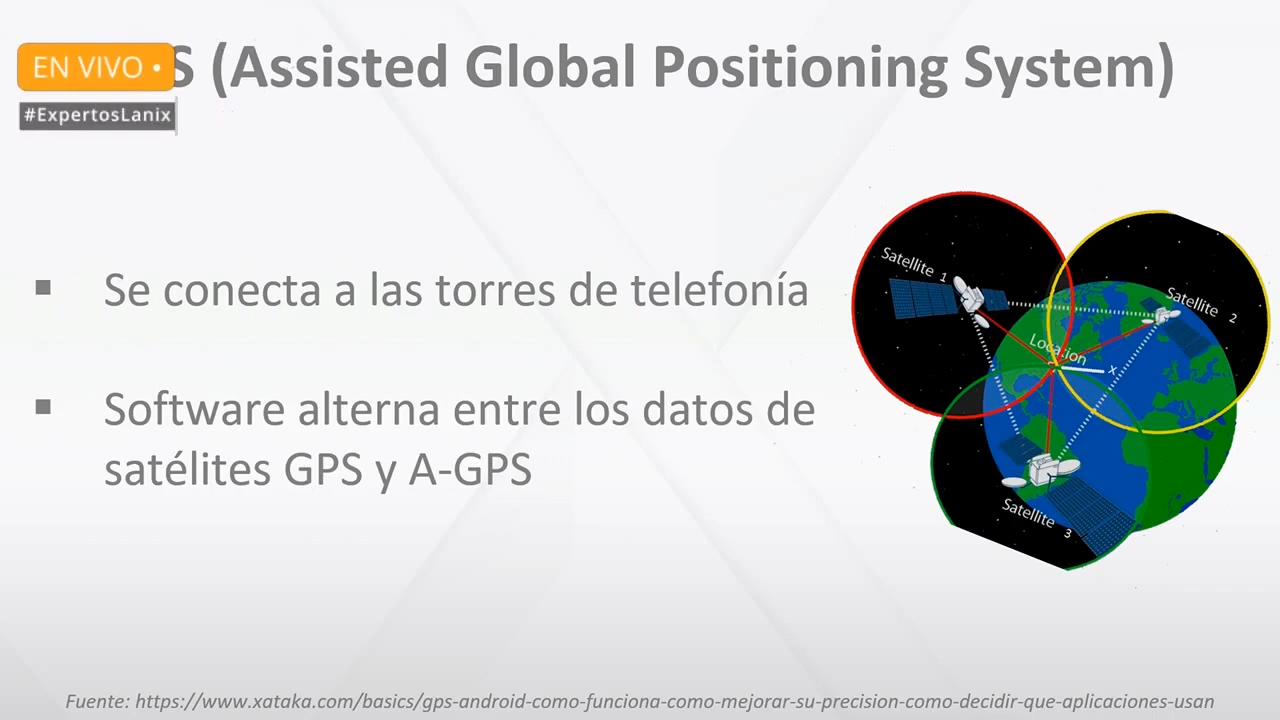 EN VIVO •
S (Assisted Global Positioning System)
#ExpertosLanix
▪ Se conecta a las torres de telefonía
▪ Software alterna entre los datos de
satélites GPS y A-GPS
Satellite 1
Satellite 2
Location
x
Satellite 3
Fuente: https://www.xataka.com/basics/gps-android-como-funciona-como-mejorar-su-precision-como-decidir-que-aplicaciones-usan